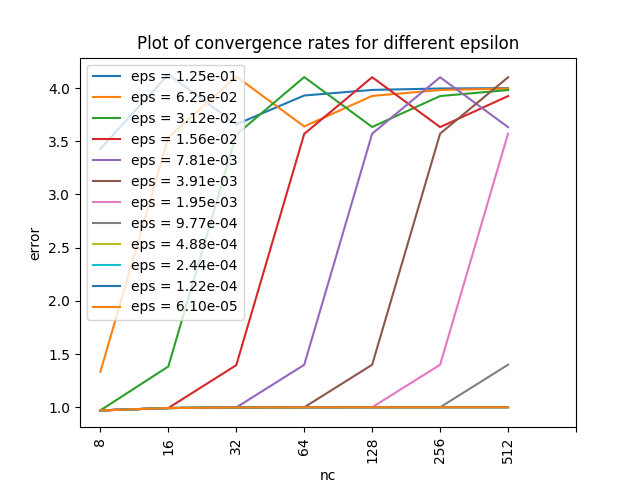 Plot of convergence rates for different epsilon
eps = 1.25e-01
eps = 6.25e-02
eps = 3.12e-02
eps = 1.56e-02
eps = 7.81e-03
eps = 3.91e-03
eps = 1.95e-03
eps = 9.77e-04
eps = 4.88e-04
eps = 2.44e-04
eps = 1.22e-04
eps = 6.10e-05
error
4.0
3.5
3.0
2.5
2.0
1.5
1.0
8
16
32
64
128
256
512
nc